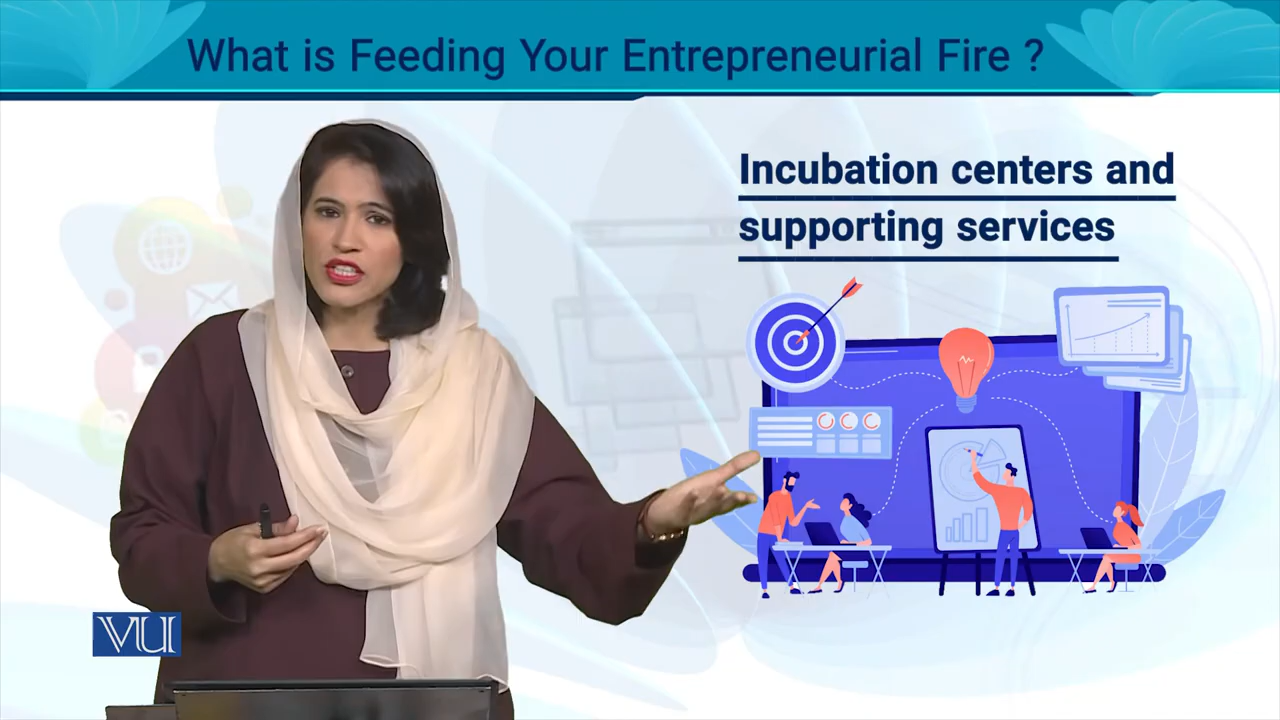 What is Feeding Your Entrepreneurial Fire ?
Incubation centers and
supporting services
VU